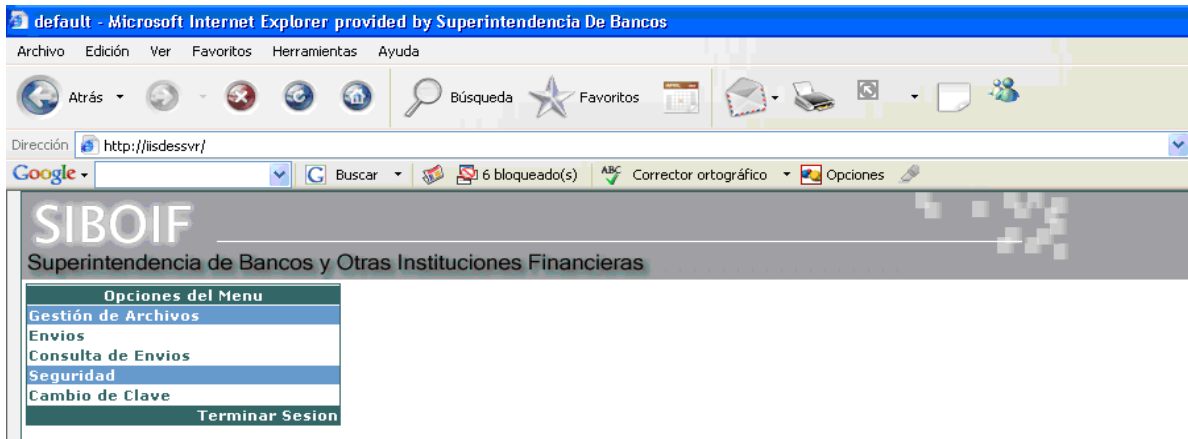 default - Microsoft Internet Explorer provided by Superintendencia De Bancos
Archivo Edición Ver Favoritos Herramientas Ayuda
Atrás Búsqueda Favoritos
Dirección http://iisdessvr/
Google G Buscar 6 bloqueado(s) ABC Corrector ortográfico Opciones
SIBOIF
Superintendencia de Bancos y Otras Instituciones Financieras
Opciones del Menu
Gestión de Archivos
Envios
Consulta de Envios
Seguridad
Cambio de Clave
Terminar Sesion